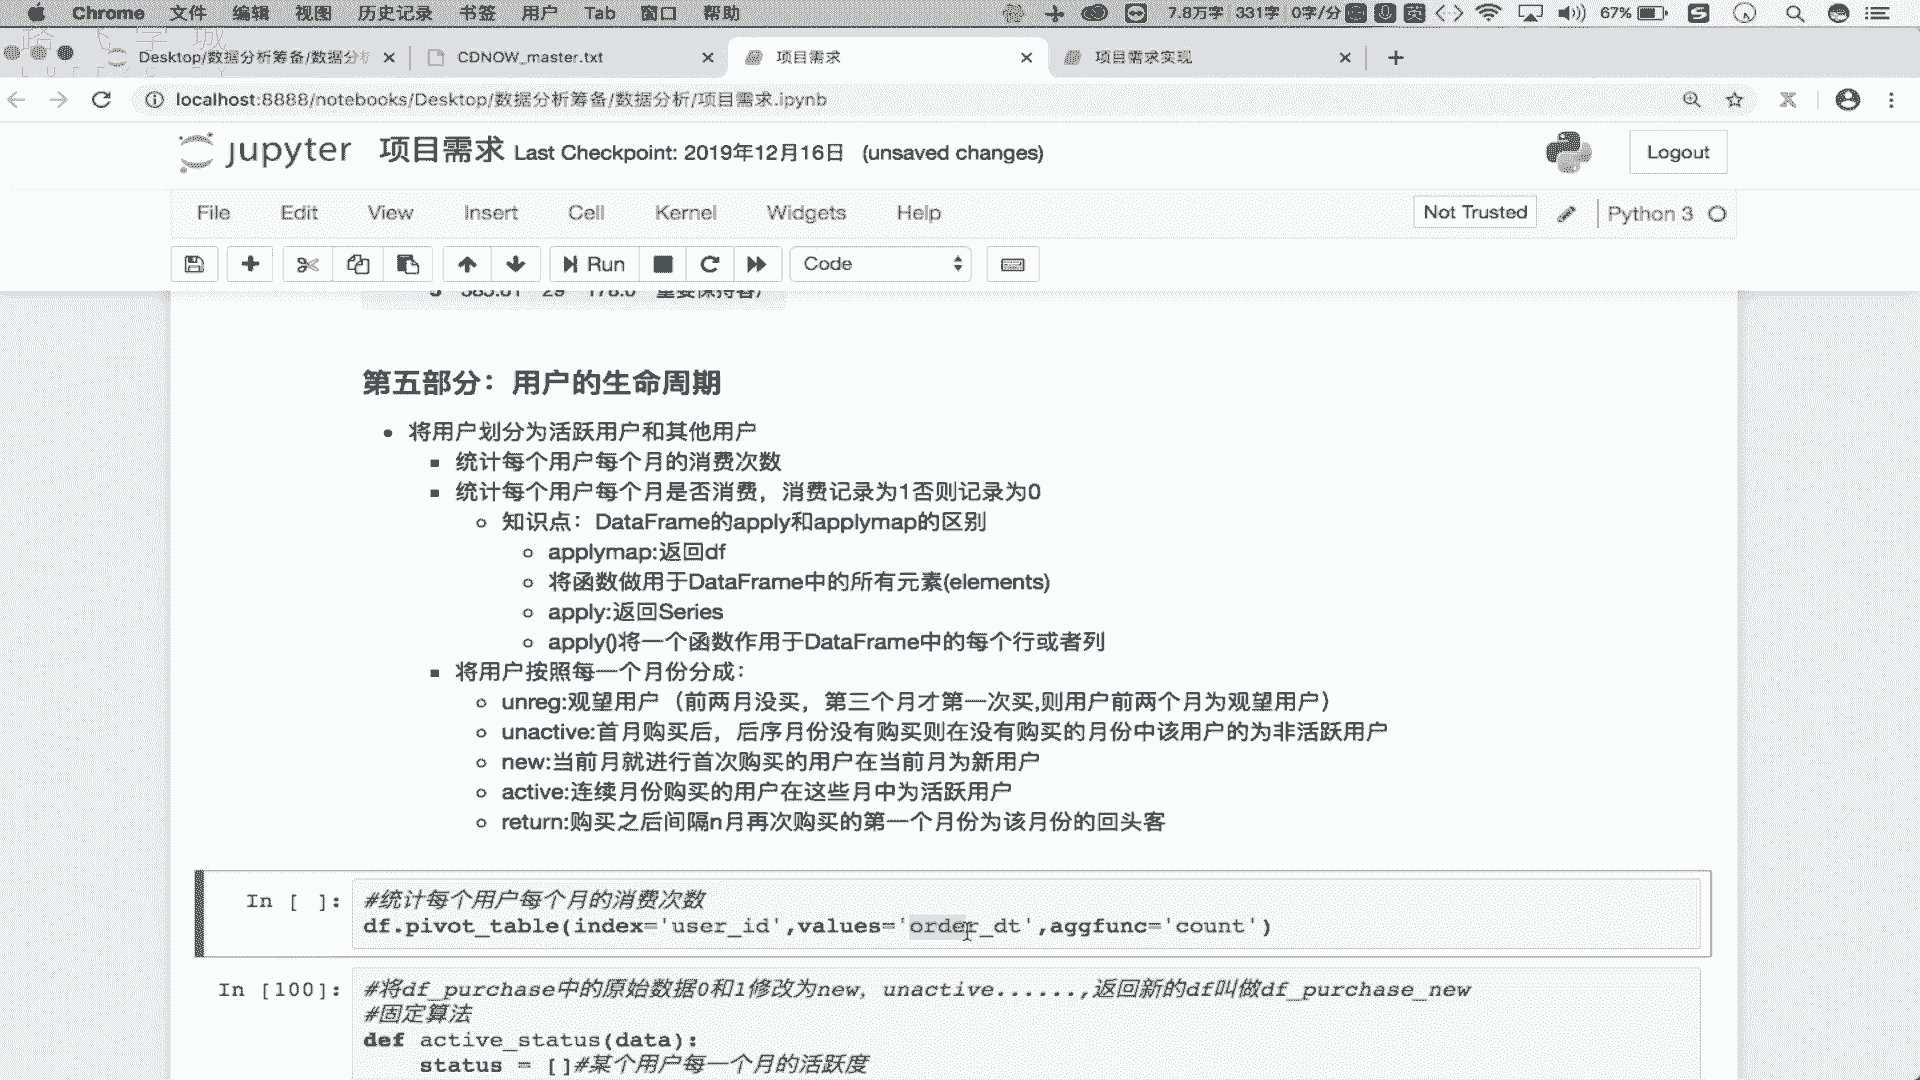 Chrome 文件 编辑 视图 历史记录 书签 用户 Tab 窗口 帮助 7.8万字 331字 0字/分 英 67%
Desktop/数据分析筹备/数据分析 CDNOW_master.txt 项目需求 项目需求实现
localhost:8888/notebooks/Desktop/数据分析筹备/数据分析/项目需求.ipynb
jupyter 项目需求 Last Checkpoint: 2019年12月16日 (unsaved changes) Logout
File Edit View Insert Cell Kernel Widgets Help Not Trusted Python 3
Run Code
第五部分：用户的生命周期
将用户划分为活跃用户和其他用户
统计每个用户每个月的消费次数
统计每个用户每个月是否消费，消费记录为1否则记录为0
知识点：DataFrame的apply和applymap的区别
applymap:返回df
将函数做用于DataFrame中的所有元素(elements)
apply:返回Series
apply()将一个函数作用于DataFrame中的每个行或者列
将用户按照每一个月份分成：
unreg:观望用户（前两月没买，第三个月才第一次买,则用户前两个月为观望用户）
unactive:首月购买后，后序月份没有购买则在没有购买的月份中该用户的为非活跃用户
new:当前月就进行首次购买的用户在当前月为新用户
active:连续月份购买的用户在这些月中为活跃用户
return:购买之后间隔n月再次购买的第一个月份为该月份的回头客
In [ ]: #统计每个用户每个月的消费次数
df.pivot_table(index='user_id',values='order_dt',aggfunc='count')
In [100]: #将df_purchase中的原始数据0和1修改为new，unactive......,返回新的df叫做df_purchase_new
#固定算法
def active_status(data):
status = []#某个用户每一个月的活跃度